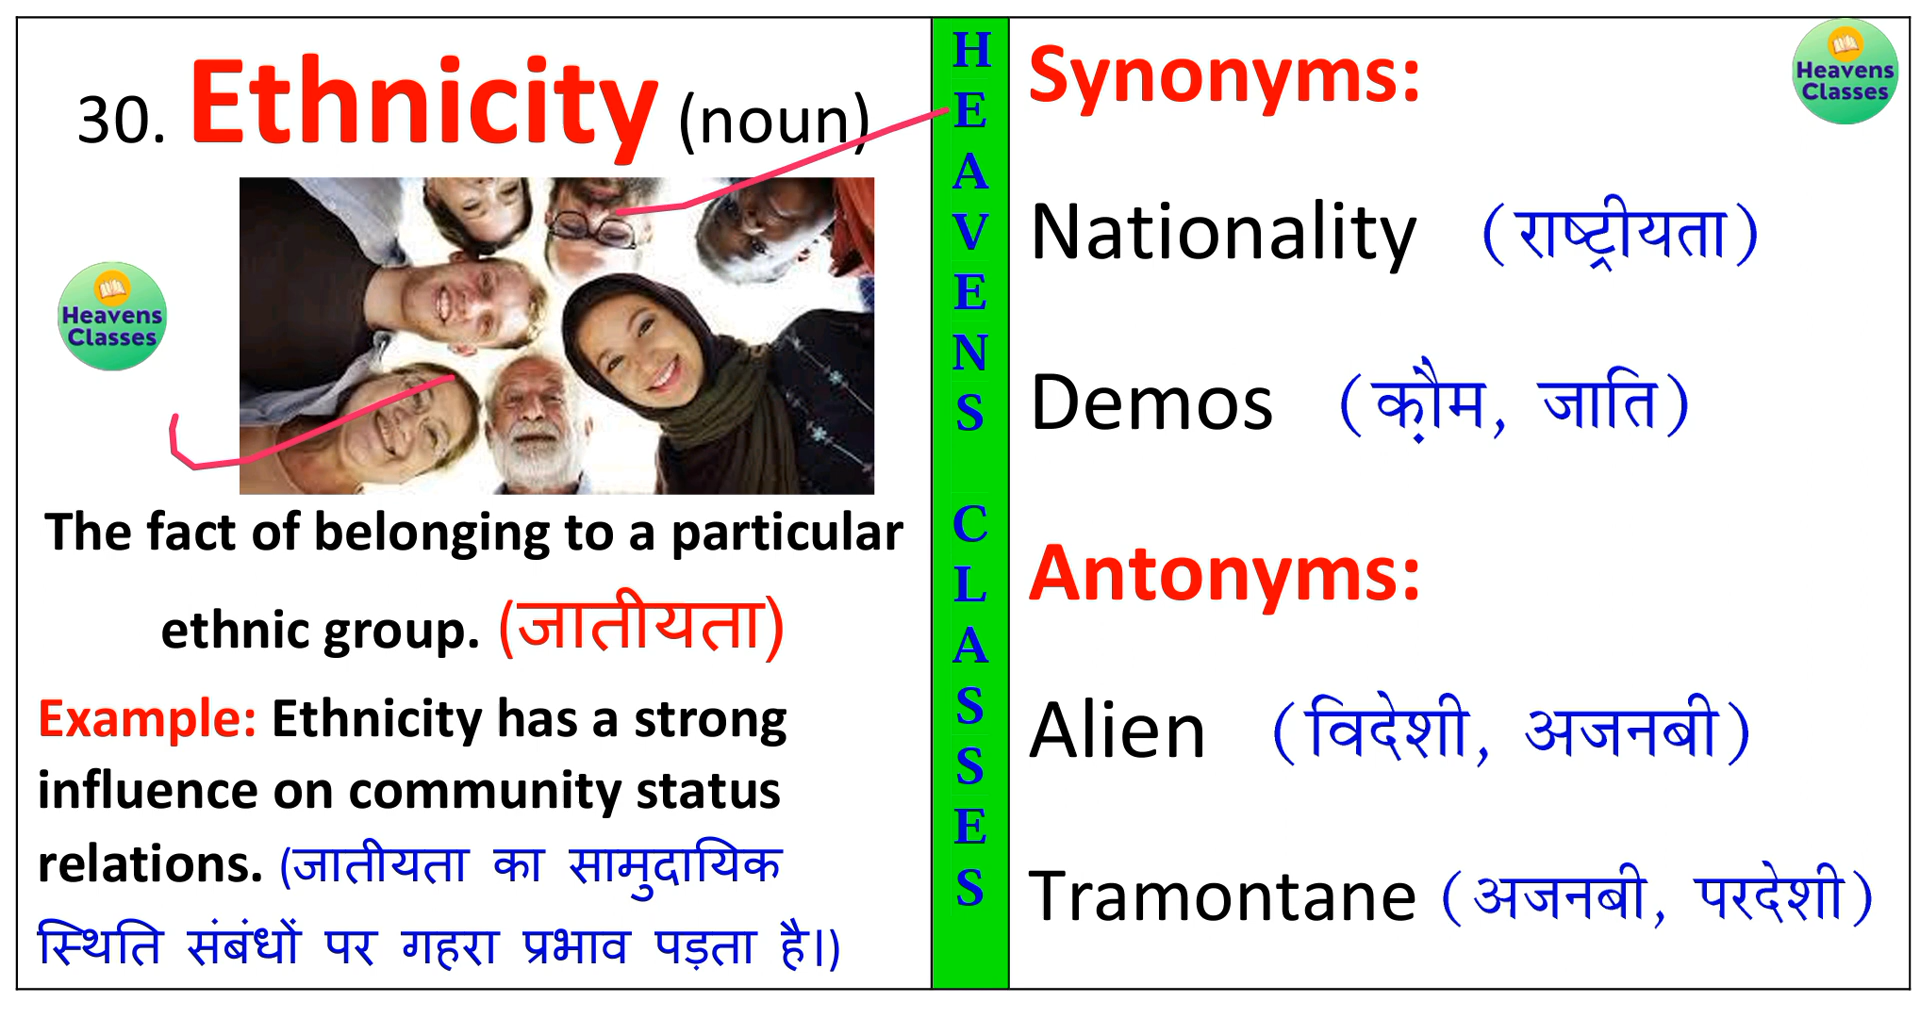 30. Ethnicity (noun)
Heavens
Classes
The fact of belonging to a particular
ethnic group. (जातीयता)
Example: Ethnicity has a strong
influence on community status
relations. (जातीयता का सामुदायिक
स्थिति संबंधों पर गहरा प्रभाव पड़ता है।)
HEAVENS CLASSES
Synonyms:
Heavens
Classes
Nationality (राष्ट्रीयता)
Demos (क़ौम, जाति)
Antonyms:
Alien (विदेशी, अजनबी)
Tramontane (अजनबी, परदेशी)